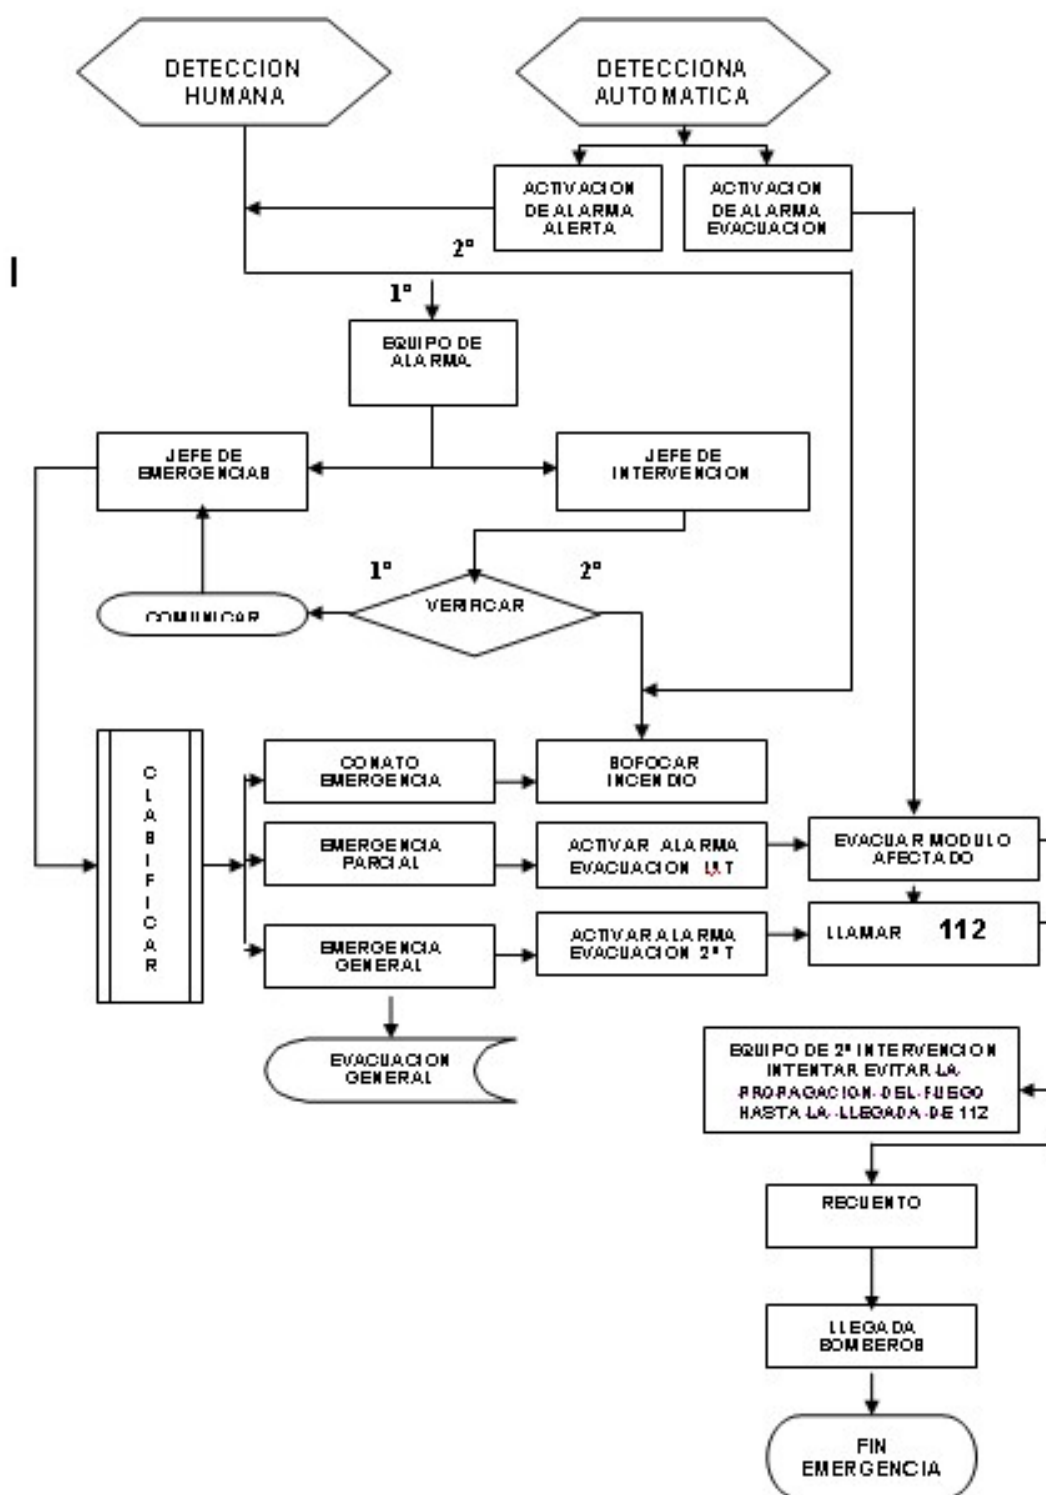 DETECCION
HUMANA
DETECCIONA
AUTOMATICA
ACTIVACION
DE ALARMA
ALERTA
ACTIVACION
DE ALARMA
EVACUACION
2º
1º
EQUIPO DE
ALARMA.
JEFE DE
EMERGENCIAS
JEFE DE
INTERVENCION
1º
2º
VERIFICAR
COMUNICAR
CLASIFICAR
CONATO
EMERGENCIA
SOFOCAR
INCENDIO
EMERGENCIA
PARCIAL
ACTIVAR ALARMA
EVACUACION
EVACUAR MODULO
AFECTADO
EMERGENCIA
GENERAL
ACTIVAR ALARMA
EVACUACION 2ª T
LLAMAR 112
EVACUACION
GENERAL
EQUIPO DE 2ª INTERVENCION
INTENTAR EVITAR LA
PROPAGACION DEL FUEGO
HASTA LA LLEGADA DE 112
RECUENTO
LLEGADA
BOMBEROS
FIN
EMERGENCIA